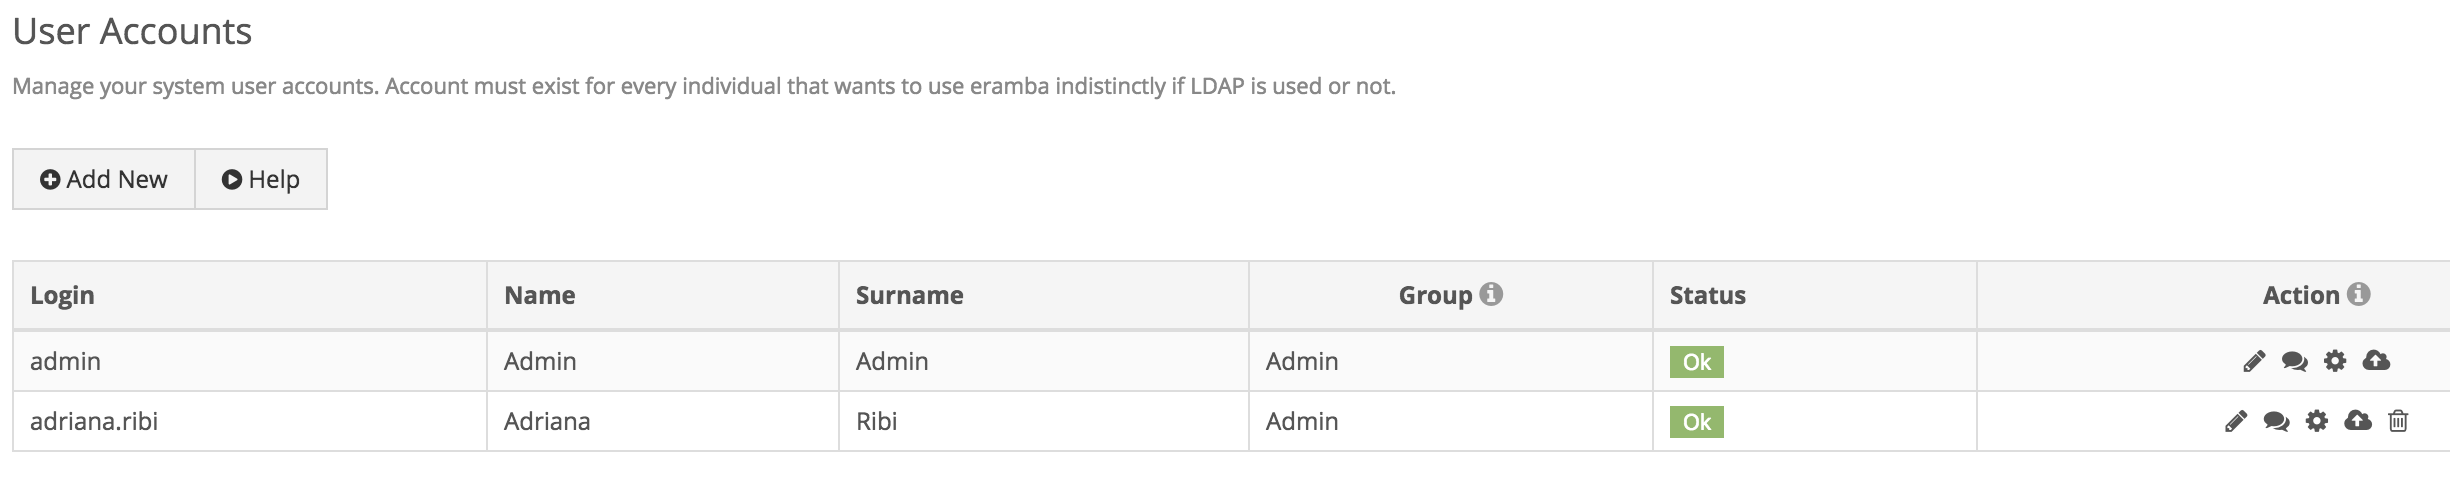 User Accounts
Manage your system user accounts. Account must exist for every individual that wants to use eramba indistinctly if LDAP is used or not.
Add New Help
Login Name Surname Group Status Action
admin Admin Admin Admin Ok
adriana.ribi Adriana Ribi Admin Ok